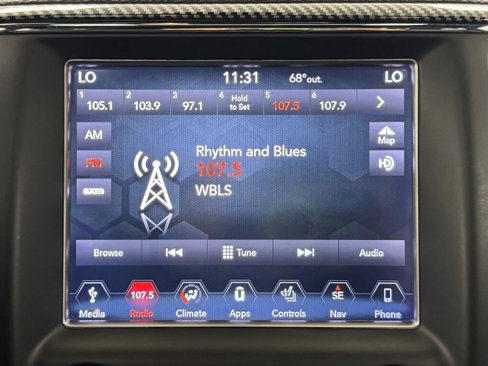 LO 11:31 68° out. LO
1 105.1 2 103.9 3 97.1 4 Hold to Set 5 107.5 6 107.9
AM
Map
Rhythm and Blues
FM 107.5 HD
WBLS
sxm
Browse Tune Audio
107.5 SE
Media Radio Climate Apps Controls Nav Phone